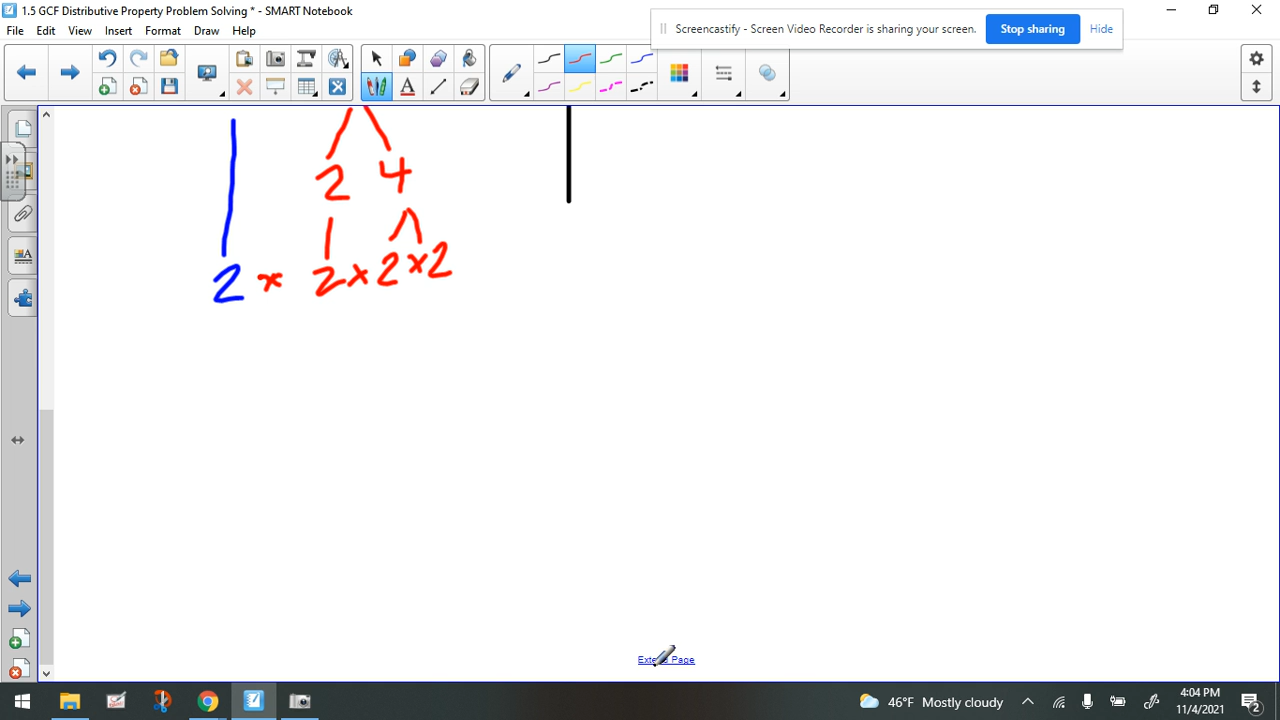 1.5 GCF Distributive Property Problem Solving * - SMART Notebook
Screencastify - Screen Video Recorder is sharing your screen.
Stop sharing
Hide
File Edit View Insert Format Draw Help
2 4
2 × 2 × 2 × 2
Extend Page
46°F Mostly cloudy
4:04 PM
11/4/2021
2